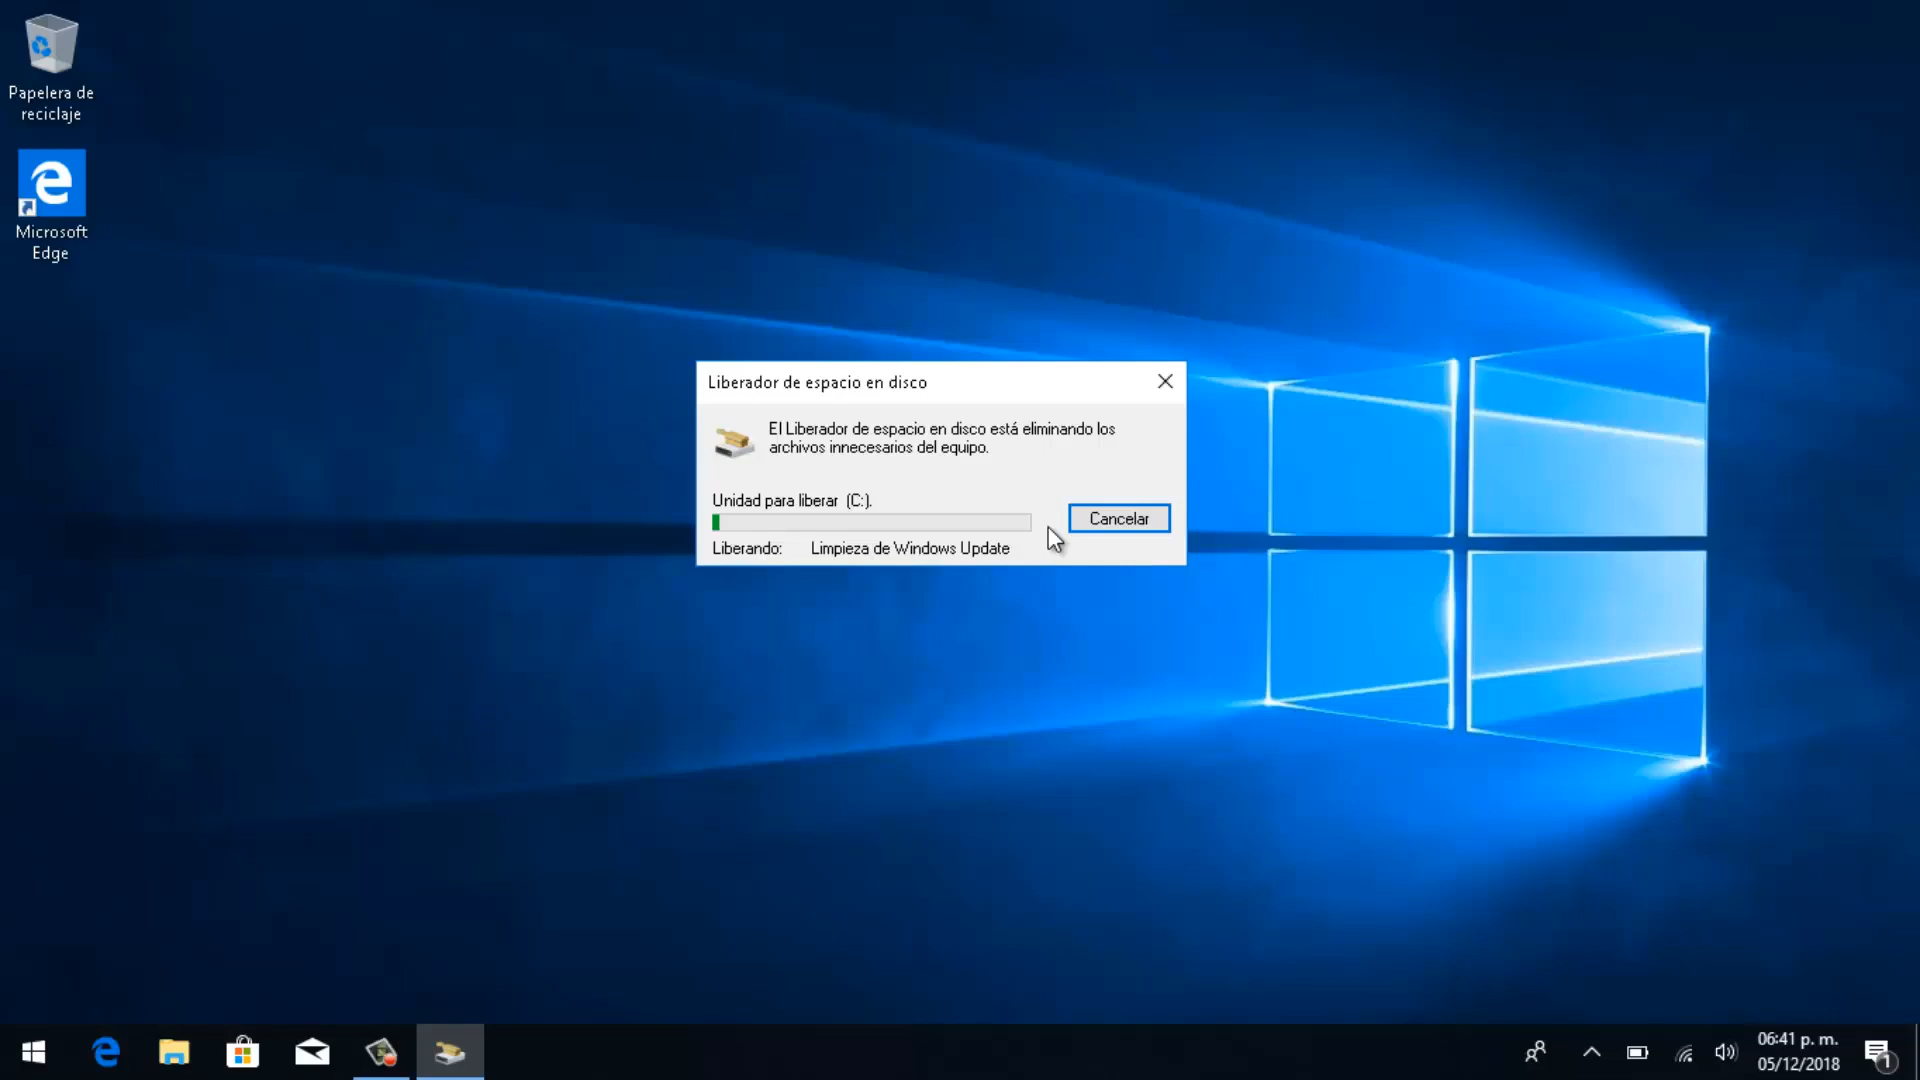 Papelera de
reciclaje
Microsoft
Edge
Liberador de espacio en disco
El Liberador de espacio en disco está eliminando los
archivos innecesarios del equipo.
Unidad para liberar (C:).
Cancelar
Liberando: Limpieza de Windows Update
06:41 p. m.
05/12/2018
1